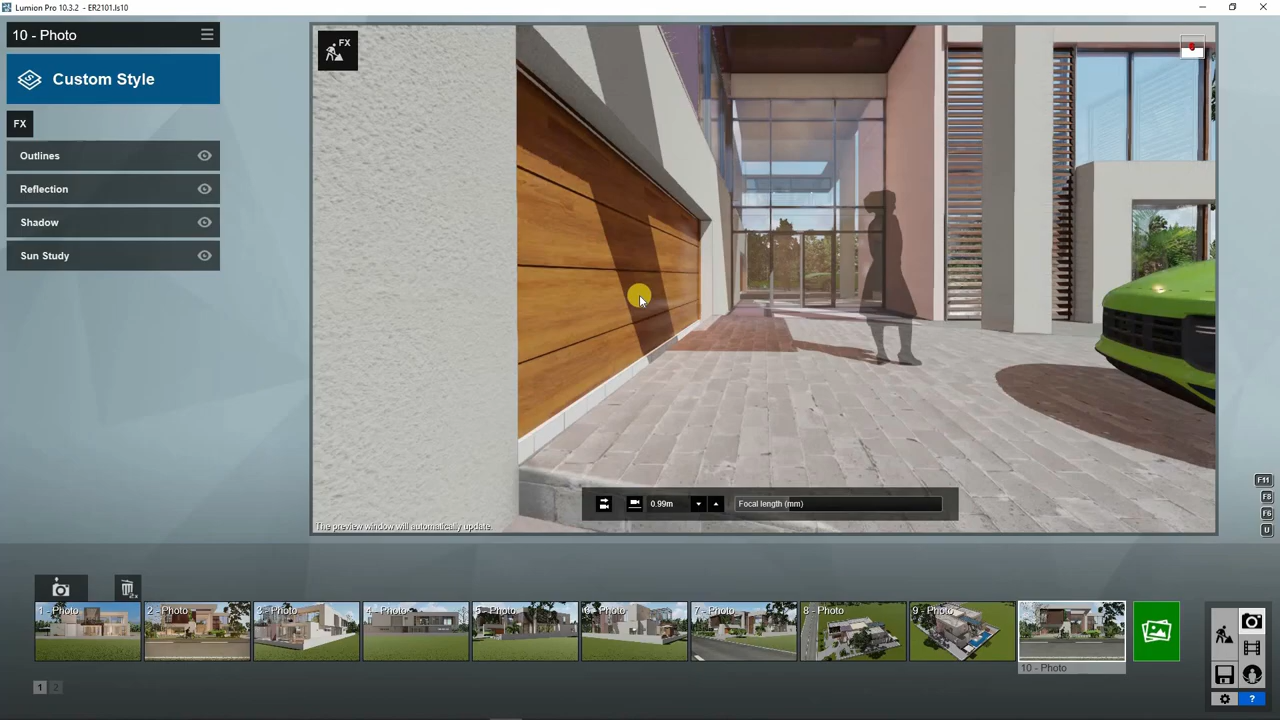 Lumion Pro 10.3.2 - ER2101.ls10
10 - Photo
Custom Style
FX
Outlines
Reflection
Shadow
Sun Study
FX
0.99m
Focal length (mm)
The preview window will automatically update.
F11
F8
F6
U
1 - Photo
2 - Photo
3 - Photo
4 - Photo
5 - Photo
6 - Photo
7 - Photo
8 - Photo
9 - Photo
10 - Photo
1
2
?